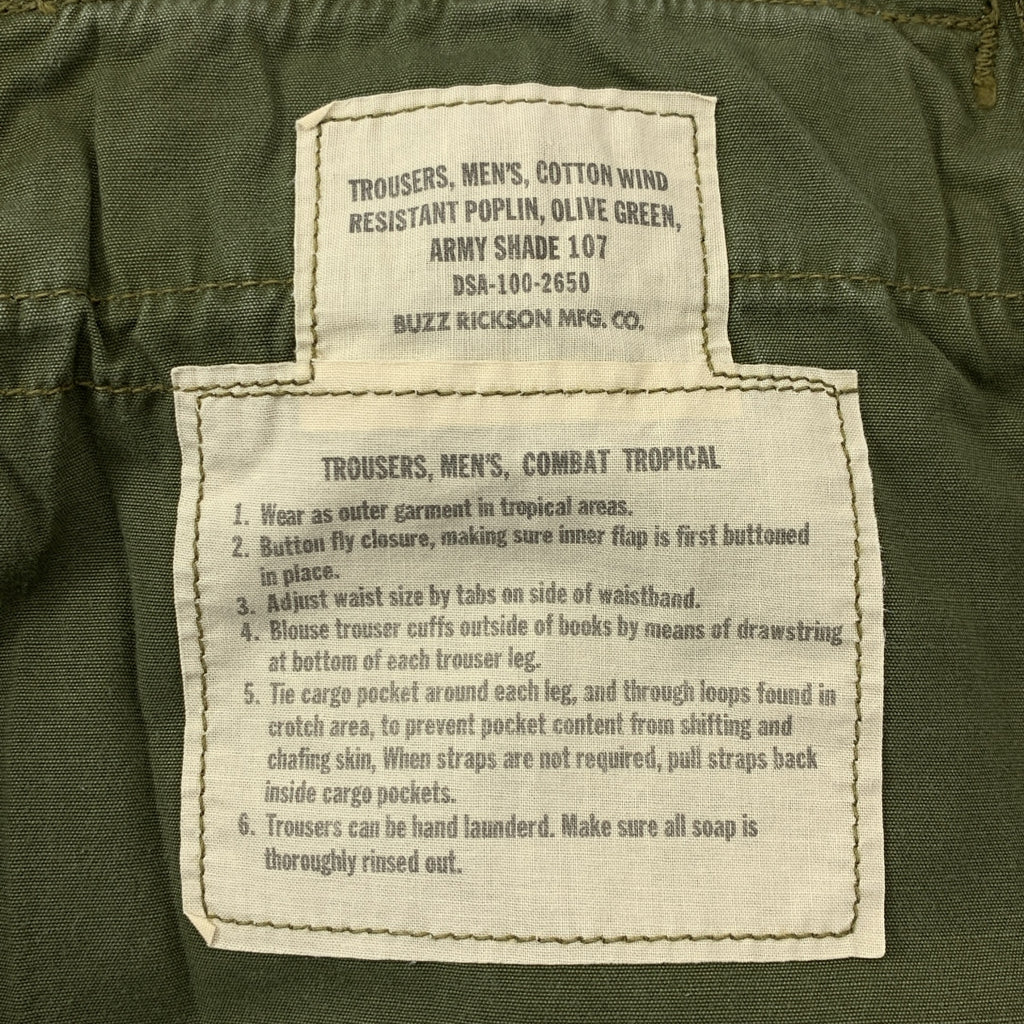 TROUSERS, MEN'S, COTTON WIND
RESISTANT POPLIN, OLIVE GREEN,
ARMY SHADE 107
DSA-100-2650
BUZZ RICKSON MFG. CO.
TROUSERS, MEN'S, COMBAT TROPICAL
1. Wear as outer garment in tropical areas.
2. Button fly closure, making sure inner flap is first buttoned
in place.
3. Adjust waist size by tabs on side of waistband.
4. Blouse trouser cuffs outside of books by means of drawstring
at bottom of each trouser leg.
5. Tie cargo pocket around each leg, and through loops found in
crotch area, to prevent pocket content from shifting and
chafing skin, When straps are not required, pull straps back
inside cargo pockets.
6. Trousers can be hand launderd. Make sure all soap is
thoroughly rinsed out.